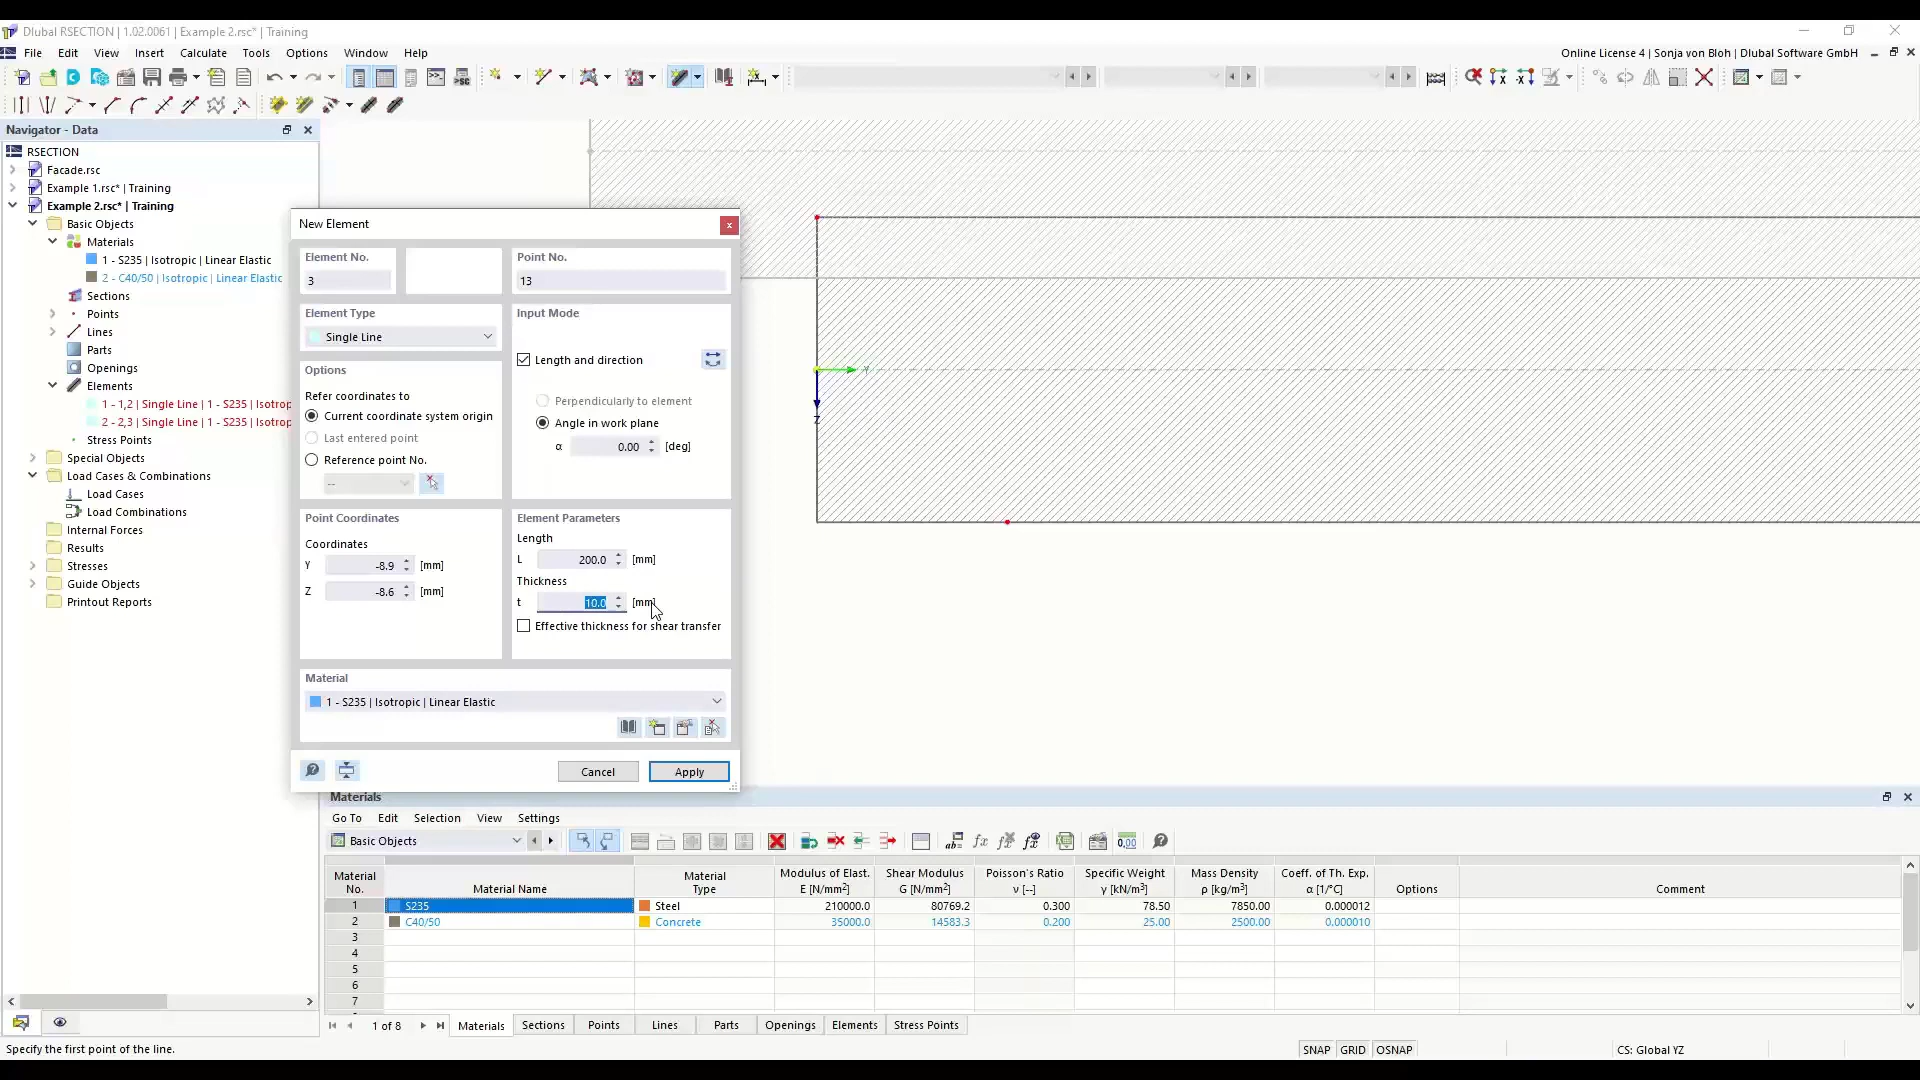 Dlubal RSECTION | 1.02.0061 | Example 2.rsc* | Training
File Edit View Insert Calculate Tools Options Window Help
Online License 4 | Sonja von Bloh | Dlubal Software GmbH
Navigator - Data
RSECTION
Facade.rsc
Example 1.rsc* | Training
Example 2.rsc* | Training
Basic Objects
Materials
1 - S235 | Isotropic | Linear Elastic
2 - C40/50 | Isotropic | Linear Elastic
Sections
Points
Lines
Parts
Openings
Elements
1 - 1,2 | Single Line | 1 - S235 | Isotrop
2 - 2,3 | Single Line | 1 - S235 | Isotrop
Stress Points
Special Objects
Load Cases & Combinations
Load Cases
Load Combinations
Internal Forces
Results
Stresses
Guide Objects
Printout Reports
New Element
Element No.
3
Point No.
13
Element Type
Single Line
Input Mode
Length and direction
Perpendicularly to element
Angle in work plane
α 0.00 [deg]
Options
Refer coordinates to
Current coordinate system origin
Last entered point
Reference point No.
--
Point Coordinates
Coordinates
Y -8.9 [mm]
Z -8.6 [mm]
Element Parameters
Length
L 200.0 [mm]
Thickness
t 10.0 [mm]
Effective thickness for shear transfer
Material
1 - S235 | Isotropic | Linear Elastic
Cancel Apply
Y
Z
Materials
Go To Edit Selection View Settings
Basic Objects
Material No. Material Name Material Type Modulus of Elast. E [N/mm²] Shear Modulus G [N/mm²] Poisson's Ratio ν [--] Specific Weight γ [kN/m³] Mass Density ρ [kg/m³] Coeff. of Th. Exp. α [1/°C] Options Comment
1 S235 Steel 210000.0 80769.2 0.300 78.50 7850.00 0.000012
2 C40/50 Concrete 35000.0 14583.3 0.200 25.00 2500.00 0.000010
3
4
5
6
7
1 of 8 Materials Sections Points Lines Parts Openings Elements Stress Points
Specify the first point of the line.
SNAP GRID OSNAP CS: Global YZ